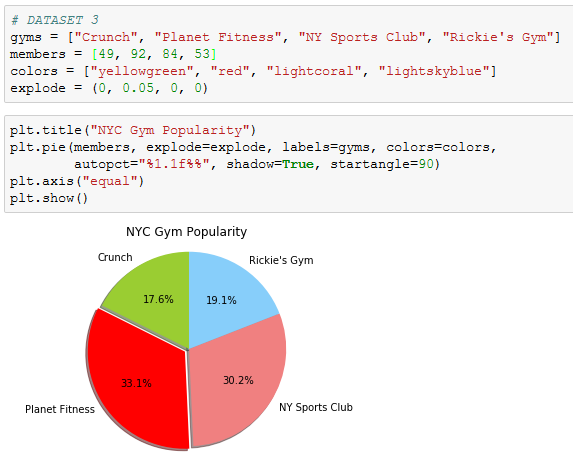 # DATASET 3
gyms = ["Crunch", "Planet Fitness", "NY Sports Club", "Rickie's Gym"]
members = [49, 92, 84, 53]
colors = ["yellowgreen", "red", "lightcoral", "lightskyblue"]
explode = (0, 0.05, 0, 0)
plt.title("NYC Gym Popularity")
plt.pie(members, explode=explode, labels=gyms, colors=colors,
autopct="%1.1f%%", shadow=True, startangle=90)
plt.axis("equal")
plt.show()
NYC Gym Popularity
Crunch
Rickie's Gym
17.6%
19.1%
33.1%
30.2%
Planet Fitness
NY Sports Club